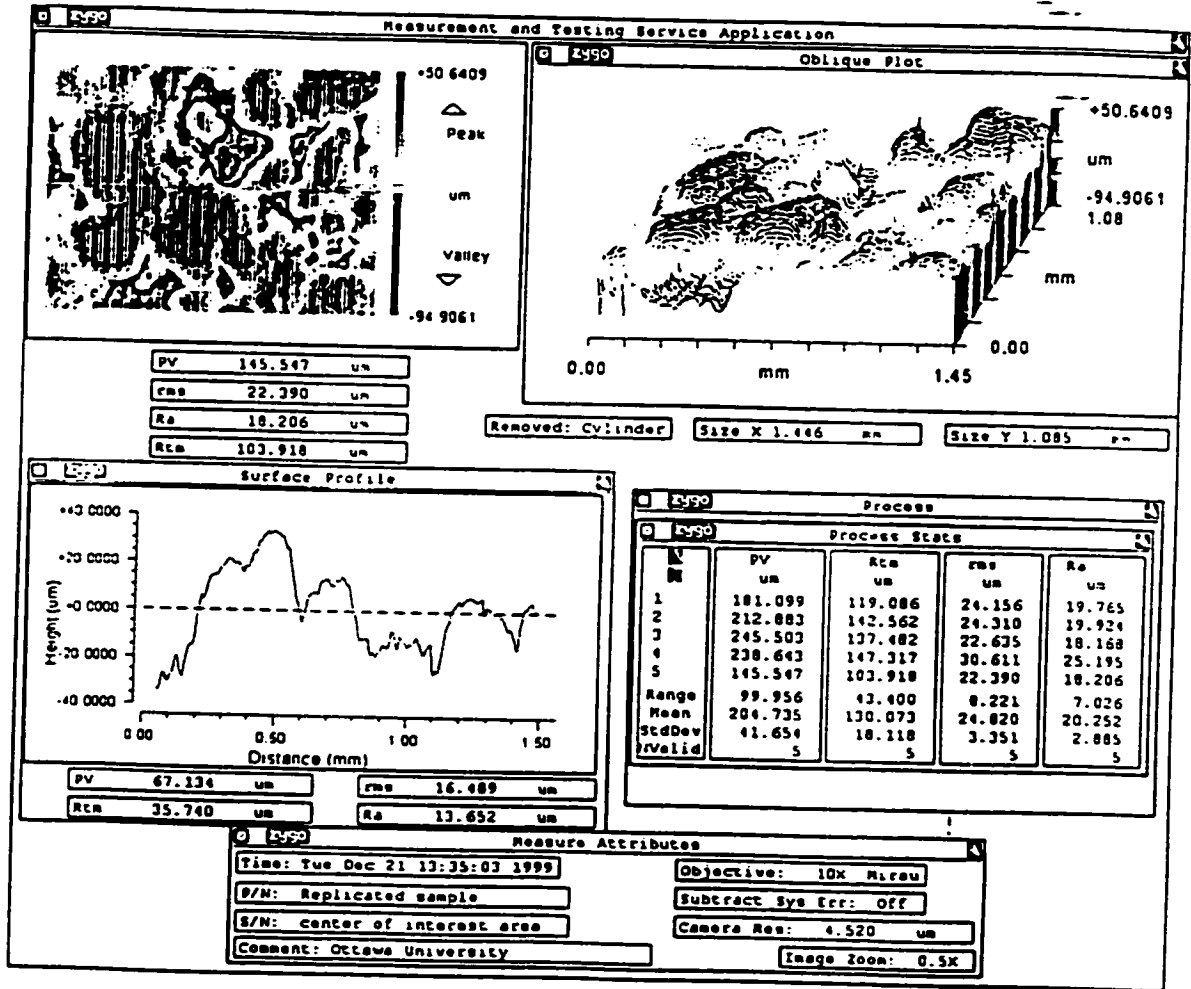 Zygo
Measurement and Testing Service Application
+50.6409
Peak
um
Valley
-94.9061
PV 145.547 um
rms 22.390 um
Ra 18.206 um
Rtm 103.918 um
Zygo
Oblique Plot
+50.6409
um
-94.9061
1.08
mm
0.00
0.00 mm 1.45
Removed: Cylinder
Size X 1.446 mm
Size Y 1.085 mm
Zygo
Surface Profile
Height (um)
+40.0000
+20.0000
+0.0000
-20.0000
-40.0000
0.00 0.50 1.00 1.50
Distance (mm)
PV 67.134 um
rms 16.489 um
Rtm 35.740 um
Ra 13.652 um
Zygo
Process
Zygo
Process Stats
PV Rtm rms Ra
um um um um
1 181.099 119.086 24.156 19.765
2 212.883 142.562 24.310 19.924
3 245.503 137.482 22.635 18.168
4 238.643 147.317 30.611 25.195
5 145.547 103.918 22.390 18.206
Range 99.956 43.400 8.221 7.026
Mean 204.735 130.073 24.820 20.252
StdDev 41.654 18.118 3.351 2.885
NValid 5 5 5 5
Zygo
Measure Attributes
Time: Tue Dec 21 13:35:03 1999
P/N: Replicated sample
S/N: center of interest area
Comment: Ottawa University
Objective: 10X Mirau
Subtract Sys Err: Off
Camera Res: 4.520 um
Image Zoom: 0.5X